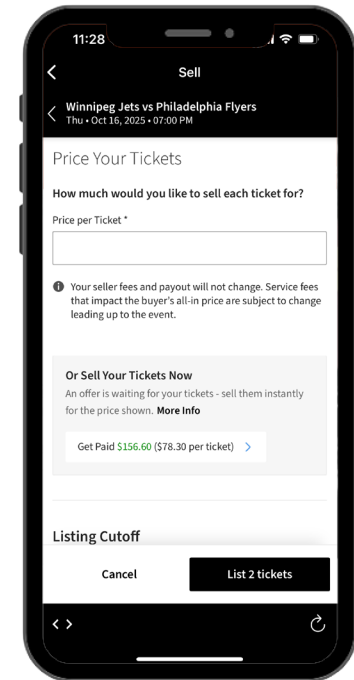 11:28
Sell
Winnipeg Jets vs Philadelphia Flyers
Thu • Oct 16, 2025 • 07:00 PM
Price Your Tickets
How much would you like to sell each ticket for?
Price per Ticket *
Your seller fees and payout will not change. Service fees
that impact the buyer's all-in price are subject to change
leading up to the event.
Or Sell Your Tickets Now
An offer is waiting for your tickets - sell them instantly
for the price shown. More Info
Get Paid $156.60 ($78.30 per ticket)
Listing Cutoff
Cancel
List 2 tickets